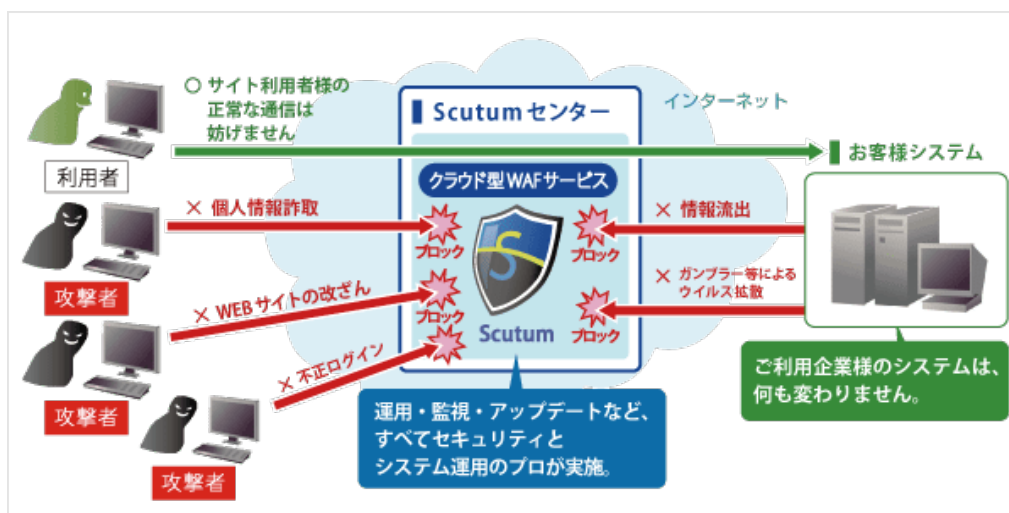 ○ サイト利用者様の
正常な通信は
妨げません
利用者
Scutumセンター
インターネット
お客様システム
クラウド型WAFサービス
× 個人情報詐取
ブロック
× 情報流出
ブロック
攻撃者
× WEBサイトの改ざん
ブロック
× ガンブラー等による
ウイルス拡散
ブロック
S
Scutum
攻撃者
× 不正ログイン
攻撃者
運用・監視・アップデートなど、
すべてセキュリティと
システム運用のプロが実施。
ご利用企業様のシステムは、
何も変わりません。